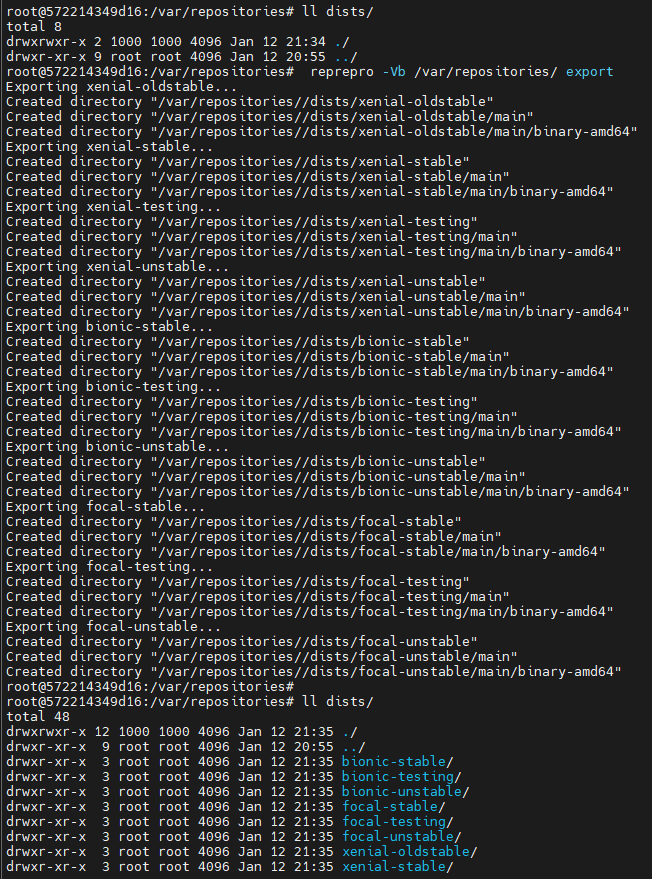 root@572214349d16:/var/repositories# ll dists/
total 8
drwxrwxr-x 2 1000 1000 4096 Jan 12 21:34 ./
drwxr-xr-x 9 root root 4096 Jan 12 20:55 ../
root@572214349d16:/var/repositories#  reprepro -Vb /var/repositories/ export
Exporting xenial-oldstable...
Created directory "/var/repositories//dists/xenial-oldstable"
Created directory "/var/repositories//dists/xenial-oldstable/main"
Created directory "/var/repositories//dists/xenial-oldstable/main/binary-amd64"
Exporting xenial-stable...
Created directory "/var/repositories//dists/xenial-stable"
Created directory "/var/repositories//dists/xenial-stable/main"
Created directory "/var/repositories//dists/xenial-stable/main/binary-amd64"
Exporting xenial-testing...
Created directory "/var/repositories//dists/xenial-testing"
Created directory "/var/repositories//dists/xenial-testing/main"
Created directory "/var/repositories//dists/xenial-testing/main/binary-amd64"
Exporting xenial-unstable...
Created directory "/var/repositories//dists/xenial-unstable"
Created directory "/var/repositories//dists/xenial-unstable/main"
Created directory "/var/repositories//dists/xenial-unstable/main/binary-amd64"
Exporting bionic-stable...
Created directory "/var/repositories//dists/bionic-stable"
Created directory "/var/repositories//dists/bionic-stable/main"
Created directory "/var/repositories//dists/bionic-stable/main/binary-amd64"
Exporting bionic-testing...
Created directory "/var/repositories//dists/bionic-testing"
Created directory "/var/repositories//dists/bionic-testing/main"
Created directory "/var/repositories//dists/bionic-testing/main/binary-amd64"
Exporting bionic-unstable...
Created directory "/var/repositories//dists/bionic-unstable"
Created directory "/var/repositories//dists/bionic-unstable/main"
Created directory "/var/repositories//dists/bionic-unstable/main/binary-amd64"
Exporting focal-stable...
Created directory "/var/repositories//dists/focal-stable"
Created directory "/var/repositories//dists/focal-stable/main"
Created directory "/var/repositories//dists/focal-stable/main/binary-amd64"
Exporting focal-testing...
Created directory "/var/repositories//dists/focal-testing"
Created directory "/var/repositories//dists/focal-testing/main"
Created directory "/var/repositories//dists/focal-testing/main/binary-amd64"
Exporting focal-unstable...
Created directory "/var/repositories//dists/focal-unstable"
Created directory "/var/repositories//dists/focal-unstable/main"
Created directory "/var/repositories//dists/focal-unstable/main/binary-amd64"
root@572214349d16:/var/repositories#
root@572214349d16:/var/repositories# ll dists/
total 48
drwxrwxr-x 12 1000 1000 4096 Jan 12 21:35 ./
drwxr-xr-x  9 root root 4096 Jan 12 20:55 ../
drwxr-xr-x  3 root root 4096 Jan 12 21:35 bionic-stable/
drwxr-xr-x  3 root root 4096 Jan 12 21:35 bionic-testing/
drwxr-xr-x  3 root root 4096 Jan 12 21:35 bionic-unstable/
drwxr-xr-x  3 root root 4096 Jan 12 21:35 focal-stable/
drwxr-xr-x  3 root root 4096 Jan 12 21:35 focal-testing/
drwxr-xr-x  3 root root 4096 Jan 12 21:35 focal-unstable/
drwxr-xr-x  3 root root 4096 Jan 12 21:35 xenial-oldstable/
drwxr-xr-x  3 root root 4096 Jan 12 21:35 xenial-stable/